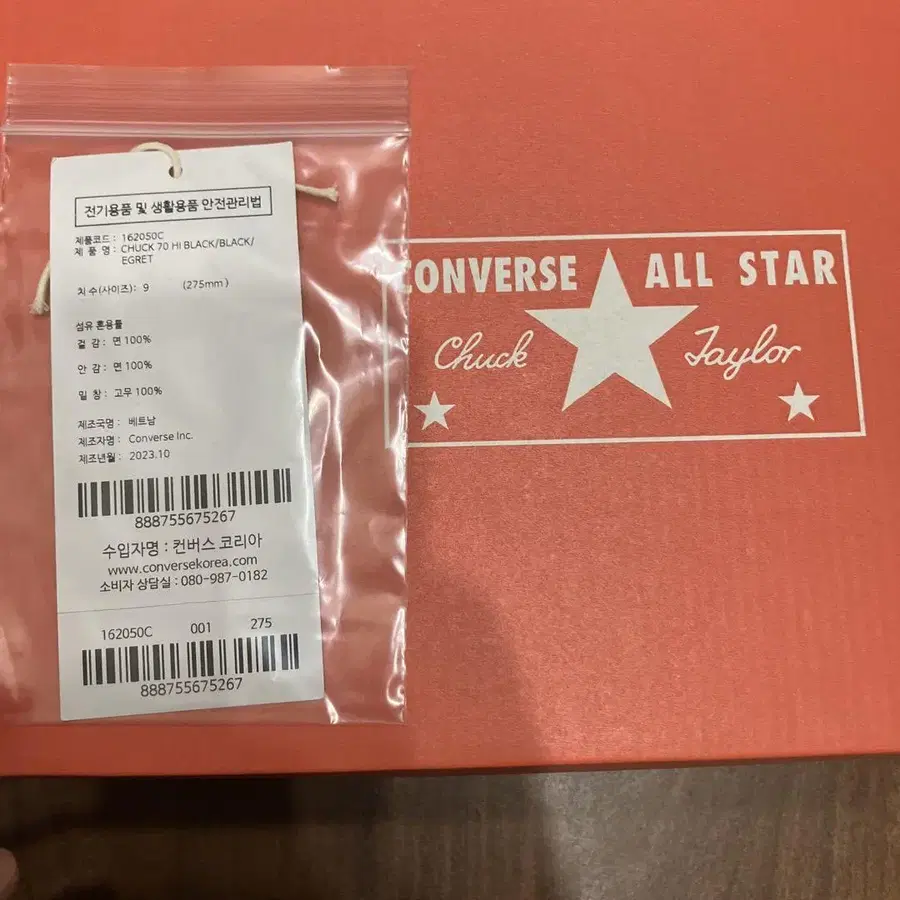 전기용품 및 생활용품 안전관리법
제품코드 : 162050C
제 품 명 : CHUCK 70 HI BLACK/BLACK/
EGRET
치 수(사이즈) : 9 (275mm)
섬유 혼용률
겉 감 : 면 100%
안 감 : 면 100%
밑 창 : 고무 100%
제조국명 : 베트남
제조자명 : Converse Inc.
제조년월 : 2023.10
888755675267
수입자명 : 컨버스 코리아
www.conversekorea.com
소비자 상담실 : 080-987-0182
162050C 001 275
888755675267
CONVERSE ALL STAR
Chuck Taylor